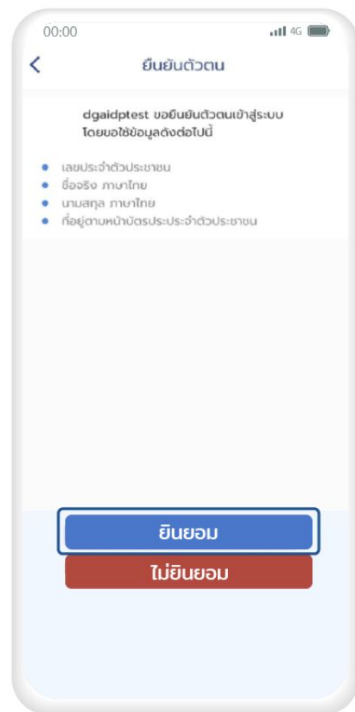 00:00 4G
ยืนยันตัวตน
dgaidptest ขอยืนยันตัวตนเข้าสู่ระบบ
โดยขอใช้ข้อมูลดังต่อไปนี้
เลขประจำตัวประชาชน
ชื่อจริง ภาษาไทย
นามสกุล ภาษาไทย
ที่อยู่ตามหน้าบัตรประประจำตัวประชาชน
ยินยอม
ไม่ยินยอม